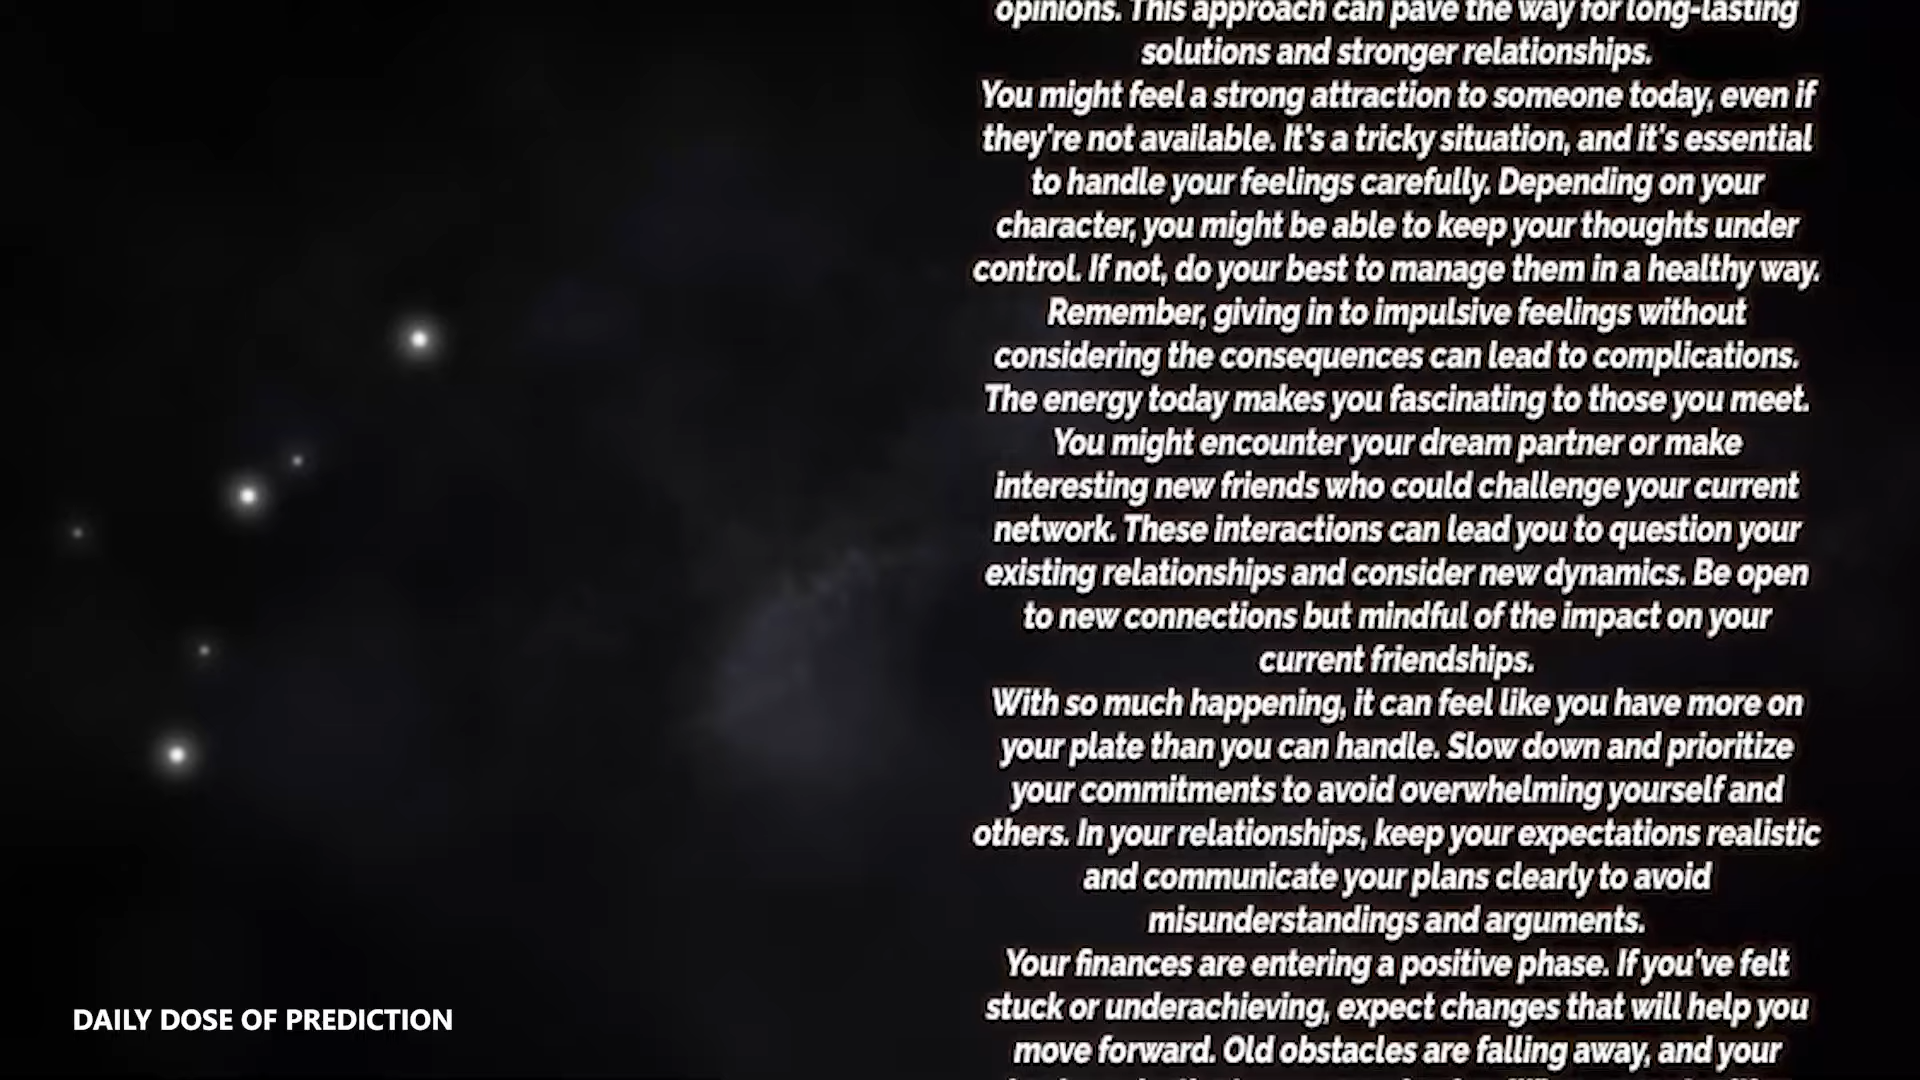 opinions. This approach can pave the way for long-lasting
solutions and stronger relationships.
You might feel a strong attraction to someone today, even if
they're not available. It's a tricky situation, and it's essential
to handle your feelings carefully. Depending on your
character, you might be able to keep your thoughts under
control. If not, do your best to manage them in a healthy way.
Remember, giving in to impulsive feelings without
considering the consequences can lead to complications.
The energy today makes you fascinating to those you meet.
You might encounter your dream partner or make
interesting new friends who could challenge your current
network. These interactions can lead you to question your
existing relationships and consider new dynamics. Be open
to new connections but mindful of the impact on your
current friendships.
With so much happening, it can feel like you have more on
your plate than you can handle. Slow down and prioritize
your commitments to avoid overwhelming yourself and
others. In your relationships, keep your expectations realistic
and communicate your plans clearly to avoid
misunderstandings and arguments.
Your finances are entering a positive phase. If you've felt
stuck or underachieving, expect changes that will help you
move forward. Old obstacles are falling away, and your
DAILY DOSE OF PREDICTION